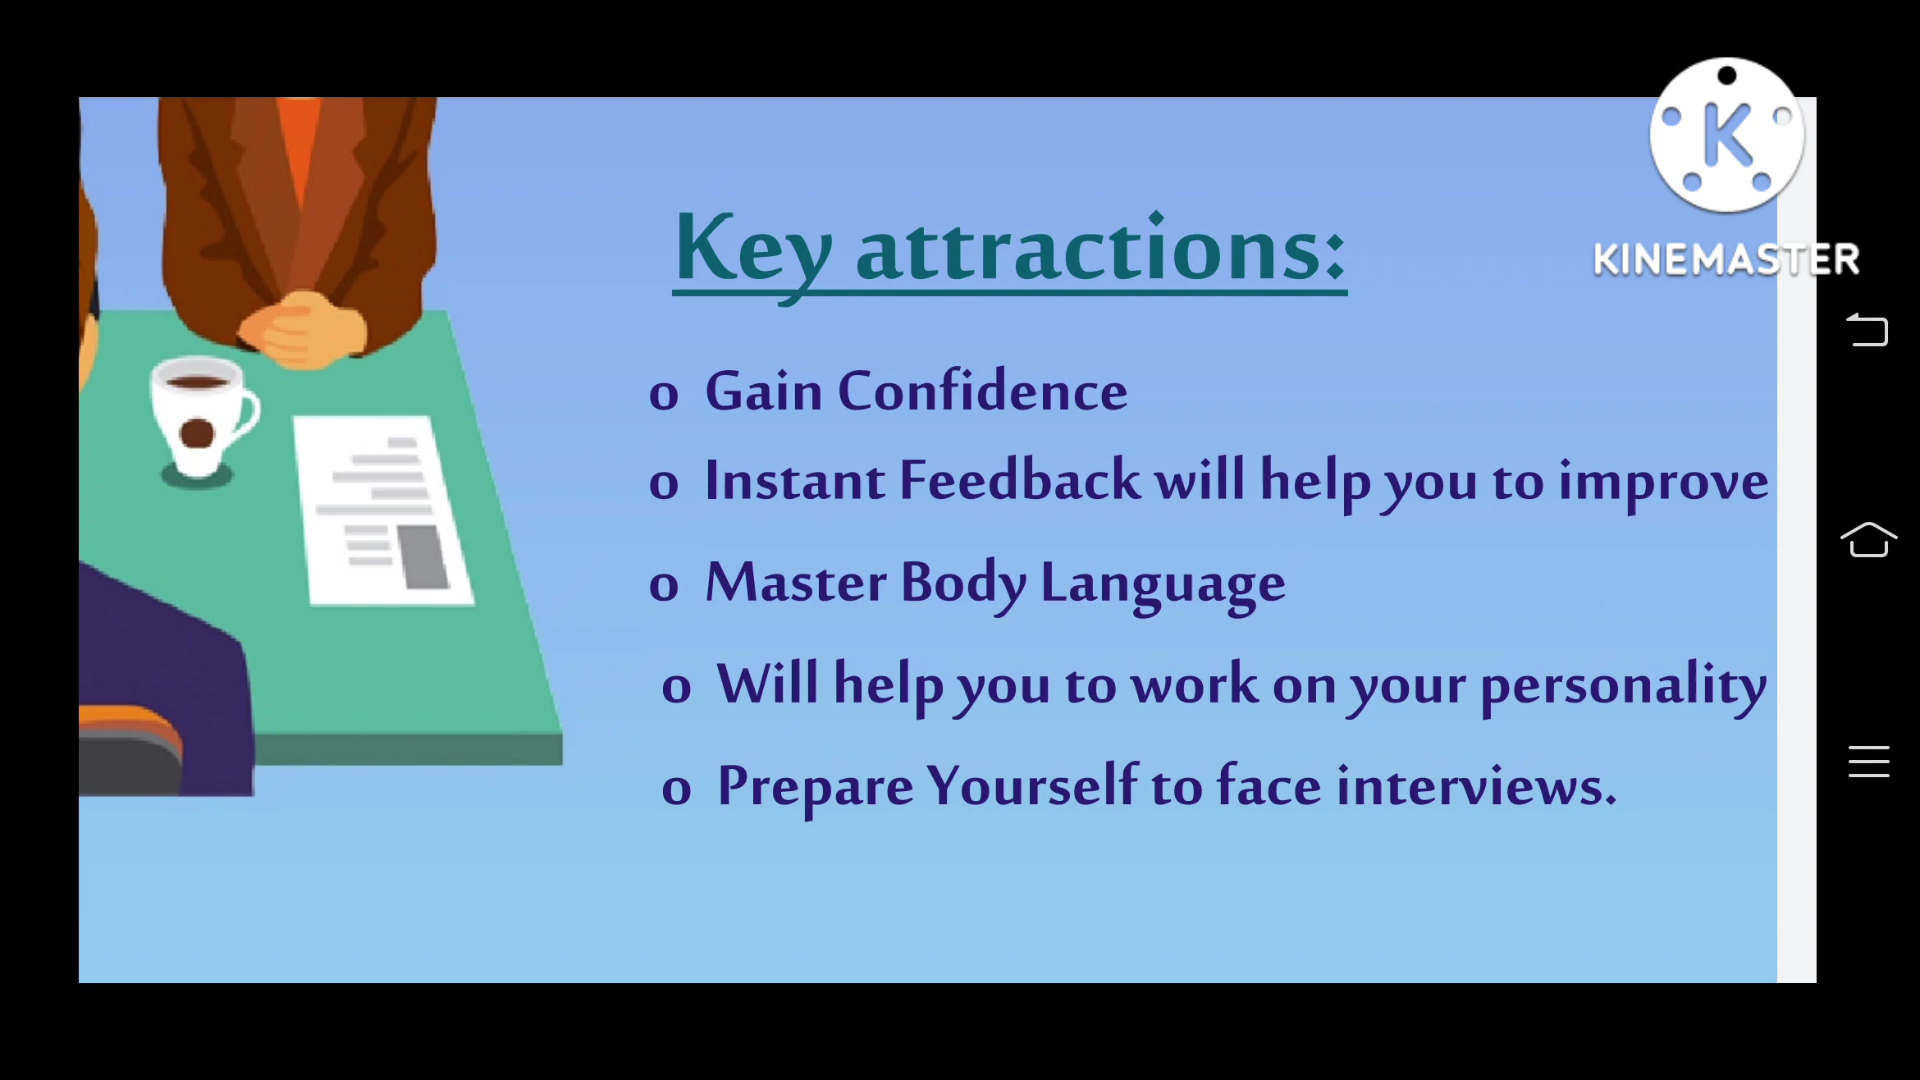 Key attractions:
o Gain Confidence
o Instant Feedback will help you to improve
o Master Body Language
o Will help you to work on your personality
o Prepare Yourself to face interviews.
K
KINEMASTER